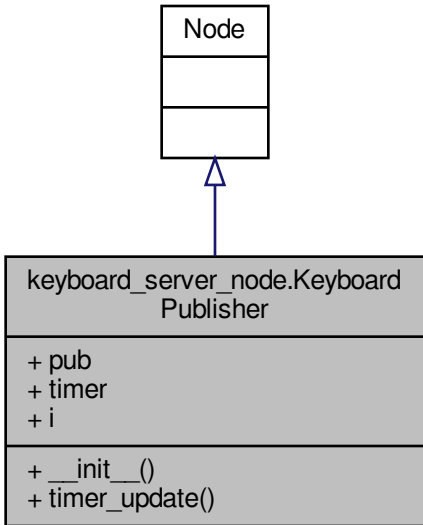 Node
keyboard_server_node.Keyboard
Publisher
+ pub
+ timer
+ i
+ __init__()
+ timer_update()